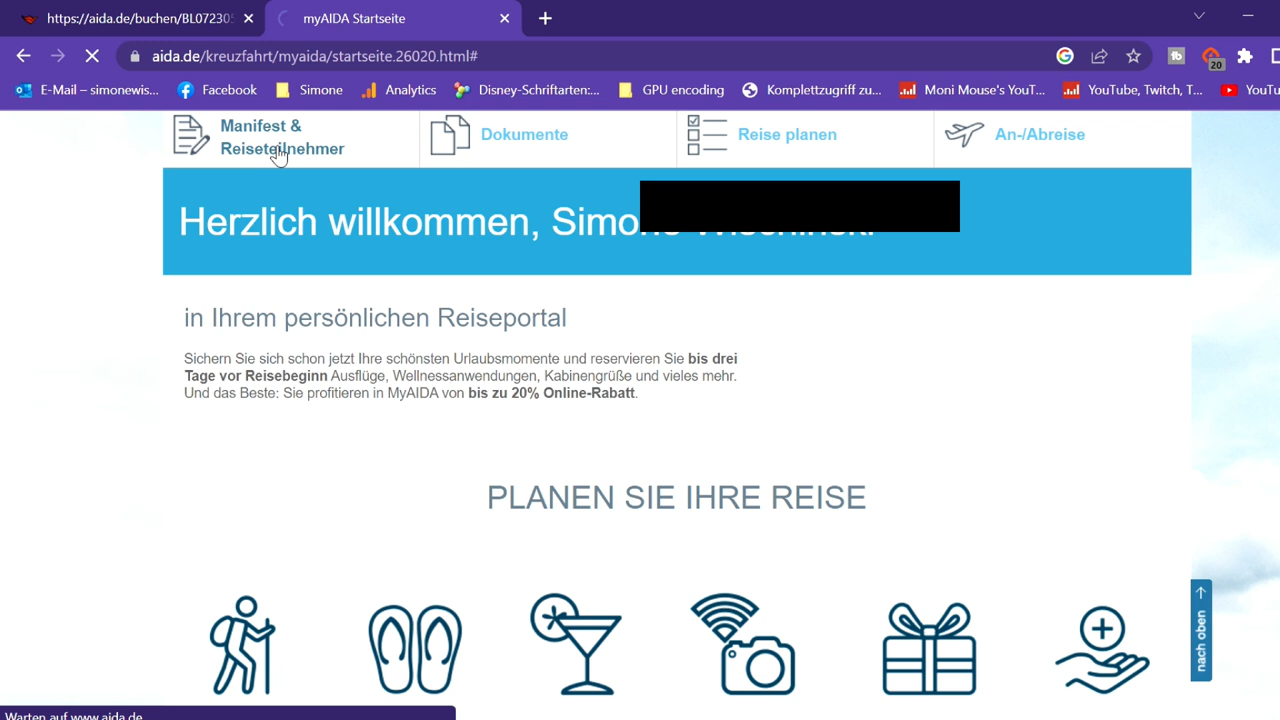 https://aida.de/buchen/BL072305
myAIDA Startseite
aida.de/kreuzfahrt/myaida/startseite.26020.html#
20
E-Mail – simonewis...
Facebook
Simone
Analytics
Disney-Schriftarten:...
GPU encoding
Komplettzugriff zu...
Moni Mouse's YouT...
YouTube, Twitch, T...
YouTu
Manifest &
Reiseteilnehmer
Dokumente
Reise planen
An-/Abreise
Herzlich willkommen, Simo
in Ihrem persönlichen Reiseportal
Sichern Sie sich schon jetzt Ihre schönsten Urlaubsmomente und reservieren Sie bis drei
Tage vor Reisebeginn Ausflüge, Wellnessanwendungen, Kabinengrüße und vieles mehr.
Und das Beste: Sie profitieren in MyAIDA von bis zu 20% Online-Rabatt.
PLANEN SIE IHRE REISE
nach oben
Warten auf www.aida.de